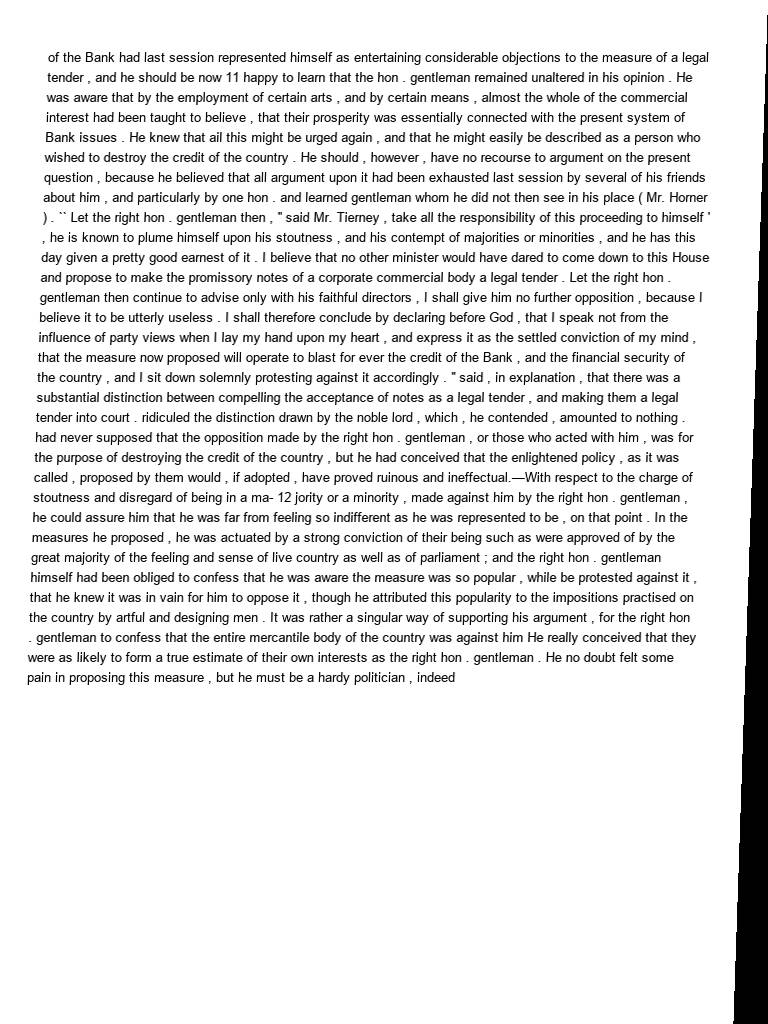 of the Bank had last session represented himself as entertaining considerable objections to the measure of a legal
tender , and he should be now 11 happy to learn that the hon . gentleman remained unaltered in his opinion . He
was aware that by the employment of certain arts , and by certain means , almost the whole of the commercial
interest had been taught to believe , that their prosperity was essentially connected with the present system of
Bank issues . He knew that ail this might be urged again , and that he might easily be described as a person who
wished to destroy the credit of the country . He should , however , have no recourse to argument on the present
question , because he believed that all argument upon it had been exhausted last session by several of his friends
about him , and particularly by one hon . and learned gentleman whom he did not then see in his place ( Mr. Horner
) . `` Let the right hon . gentleman then , " said Mr. Tierney , take all the responsibility of this proceeding to himself '
, he is known to plume himself upon his stoutness , and his contempt of majorities or minorities , and he has this
day given a pretty good earnest of it . I believe that no other minister would have dared to come down to this House
and propose to make the promissory notes of a corporate commercial body a legal tender . Let the right hon .
gentleman then continue to advise only with his faithful directors , I shall give him no further opposition , because I
believe it to be utterly useless . I shall therefore conclude by declaring before God , that I speak not from the
influence of party views when I lay my hand upon my heart , and express it as the settled conviction of my mind ,
that the measure now proposed will operate to blast for ever the credit of the Bank , and the financial security of
the country , and I sit down solemnly protesting against it accordingly . " said , in explanation , that there was a
substantial distinction between compelling the acceptance of notes as a legal tender , and making them a legal
tender into court . ridiculed the distinction drawn by the noble lord , which , he contended , amounted to nothing .
had never supposed that the opposition made by the right hon . gentleman , or those who acted with him , was for
the purpose of destroying the credit of the country , but he had conceived that the enlightened policy , as it was
called , proposed by them would , if adopted , have proved ruinous and ineffectual.—With respect to the charge of
stoutness and disregard of being in a ma- 12 jority or a minority , made against him by the right hon . gentleman ,
he could assure him that he was far from feeling so indifferent as he was represented to be , on that point . In the
measures he proposed , he was actuated by a strong conviction of their being such as were approved of by the
great majority of the feeling and sense of live country as well as of parliament ; and the right hon . gentleman
himself had been obliged to confess that he was aware the measure was so popular , while be protested against it ,
that he knew it was in vain for him to oppose it , though he attributed this popularity to the impositions practised on
the country by artful and designing men . It was rather a singular way of supporting his argument , for the right hon
. gentleman to confess that the entire mercantile body of the country was against him He really conceived that they
were as likely to form a true estimate of their own interests as the right hon . gentleman . He no doubt felt some
pain in proposing this measure , but he must be a hardy politician , indeed